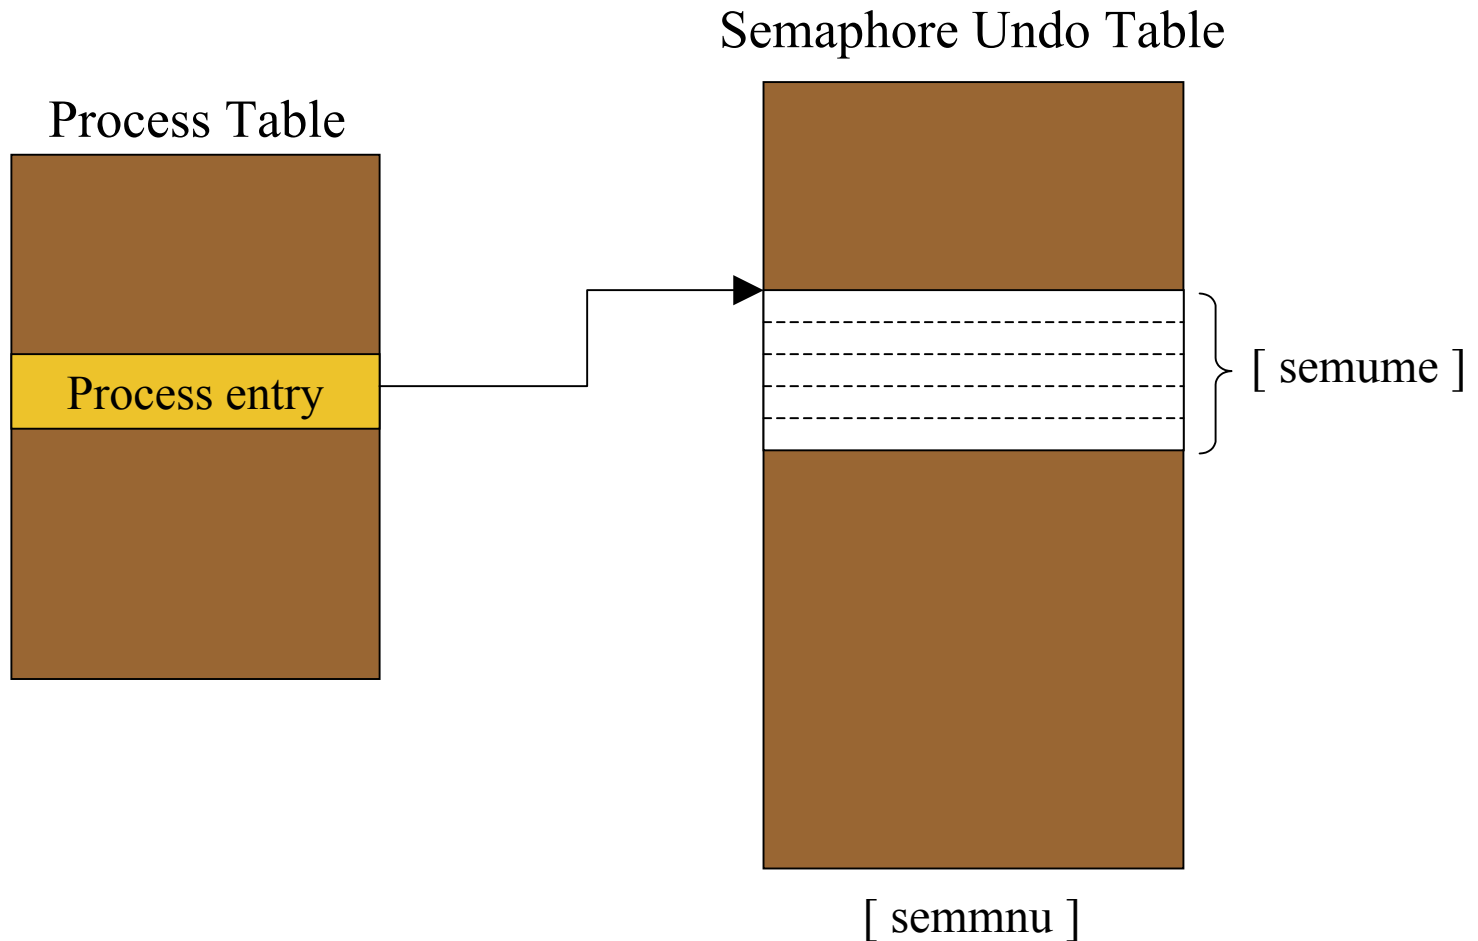 Semaphore Undo Table
Process Table
Process entry
[ semume ]
[ semmnu ]